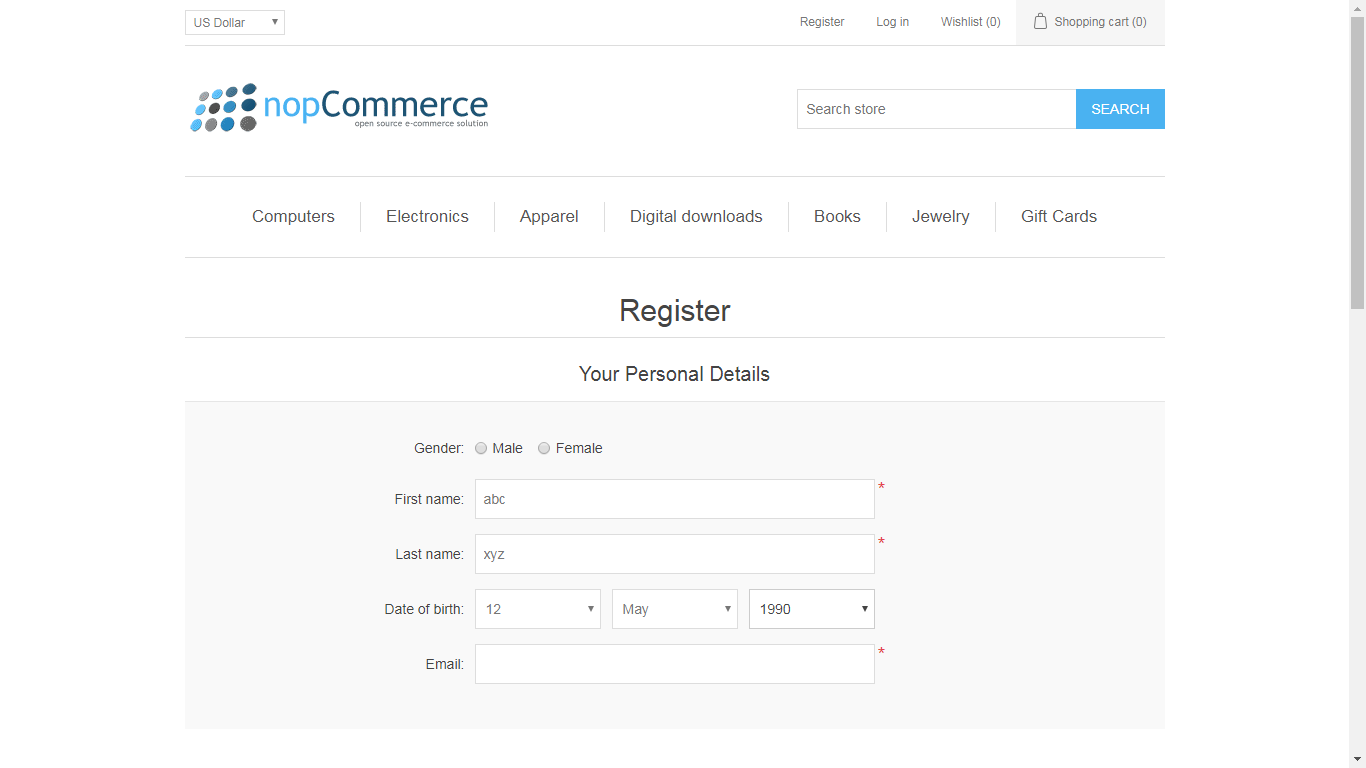 US Dollar Register Log in Wishlist (0) Shopping cart (0)
nopCommerce
open source e-commerce solution
Search store SEARCH
Computers Electronics Apparel Digital downloads Books Jewelry Gift Cards
Register
Your Personal Details
Gender: Male Female
First name: abc *
Last name: xyz *
Date of birth: 12 May 1990
Email: *